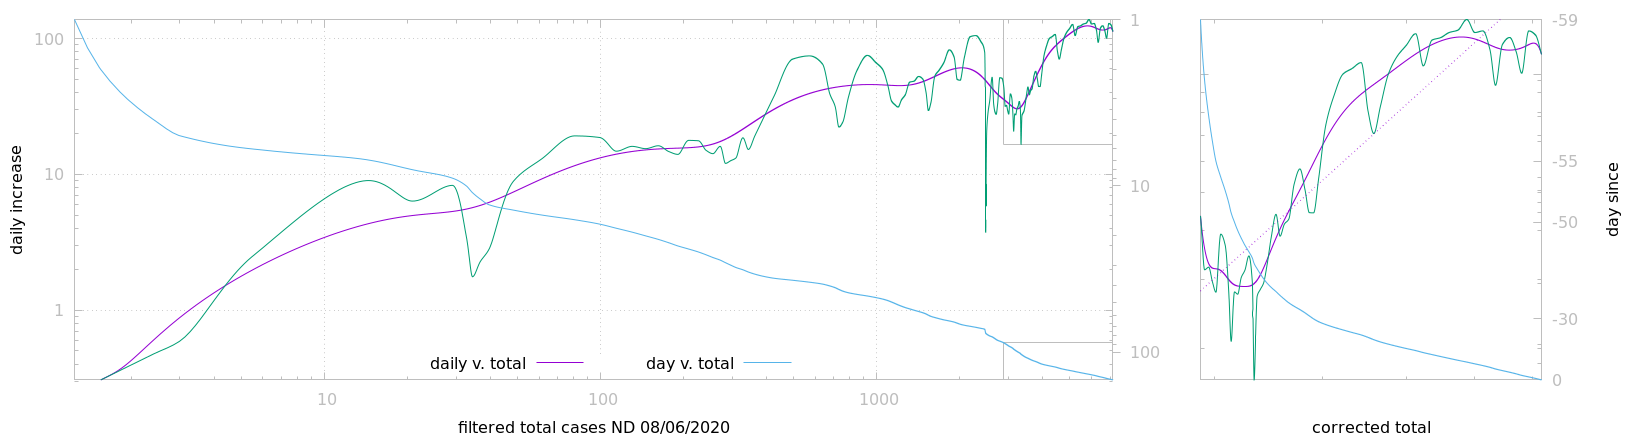 100
10
1
daily increase
10
100
1000
filtered total cases ND 08/06/2020
daily v. total
day v. total
1
10
100
-59
-55
-50
-30
0
day since
corrected total